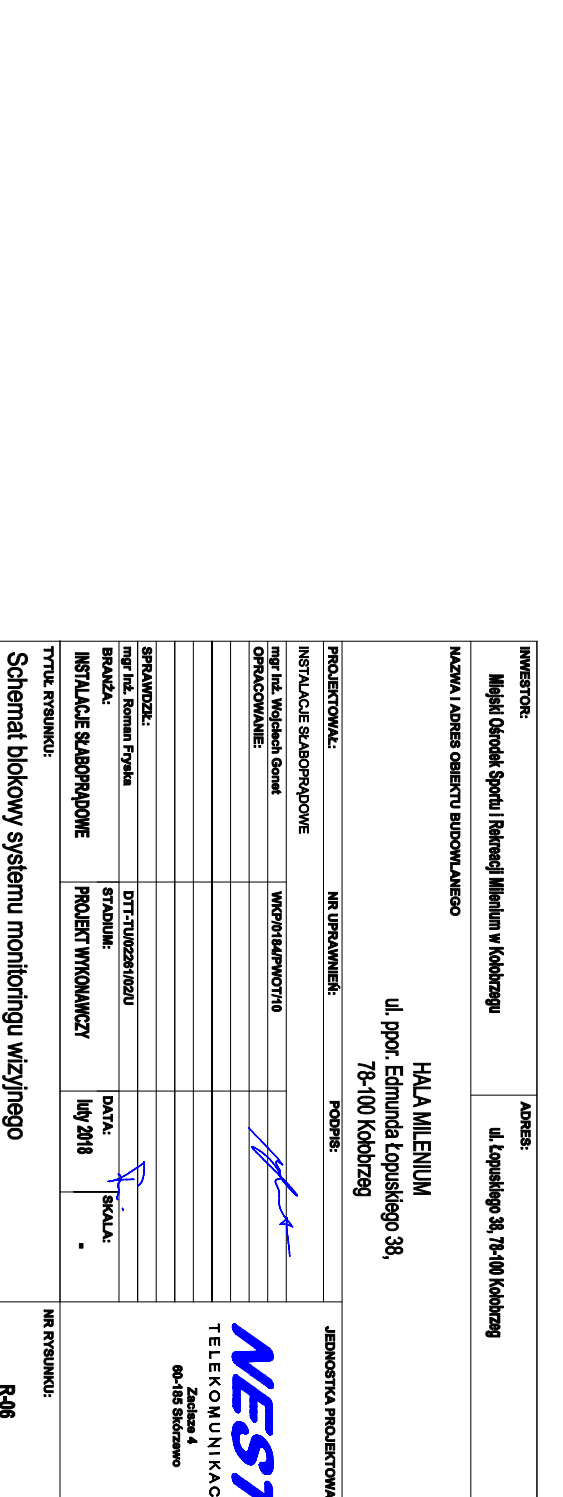 INWESTOR:
Miejski Ośrodek Sportu i Rekreacji Milenium w Kołobrzegu
ADRES:
ul. Łopuskiego 38, 78-100 Kołobrzeg
NAZWA I ADRES OBIEKTU BUDOWLANEGO
HALA MILENIUM
ul. ppor. Edmunda Łopuskiego 38,
78-100 Kołobrzeg
PROJEKTOWAŁ:
NR UPRAWNIEŃ:
PODPIS:
INSTALACJE SŁABOPRĄDOWE
mgr inż. Wojciech Gonet
WKP/0184/PWOT/10
OPRACOWANIE:
SPRAWDZIŁ:
mgr inż. Roman Fryska
DTT-TU/02261/02/U
BRANŻA:
INSTALACJE SŁABOPRĄDOWE
STADIUM:
PROJEKT WYKONAWCZY
DATA:
luty 2018
SKALA:
-
JEDNOSTKA PROJEKTOWA
NEST
TELEKOMUNIKAC
Zacisze 4
60-185 Skórzewo
TYTUŁ RYSUNKU:
Schemat blokowy systemu monitoringu wizyjnego
NR RYSUNKU:
R-06